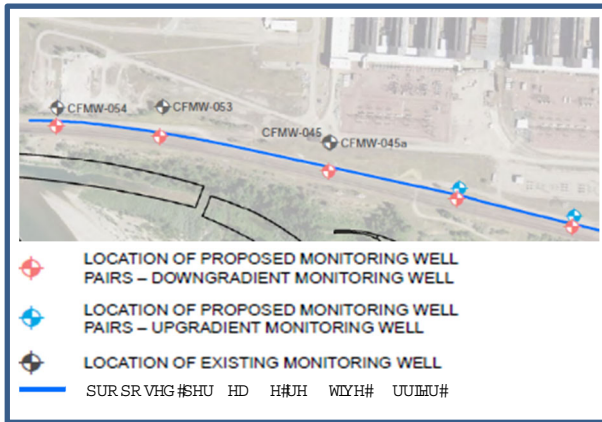 CFMW-054
CFMW-053
CFMW-045
CFMW-045a
LOCATION OF PROPOSED MONITORING WELL
PAIRS – DOWNGRADIENT MONITORING WELL
LOCATION OF PROPOSED MONITORING WELL
PAIRS – UPGRADIENT MONITORING WELL
LOCATION OF EXISTING MONITORING WELL
SUR SR VHG #SHU HD H#UH WLYH# UULHU#